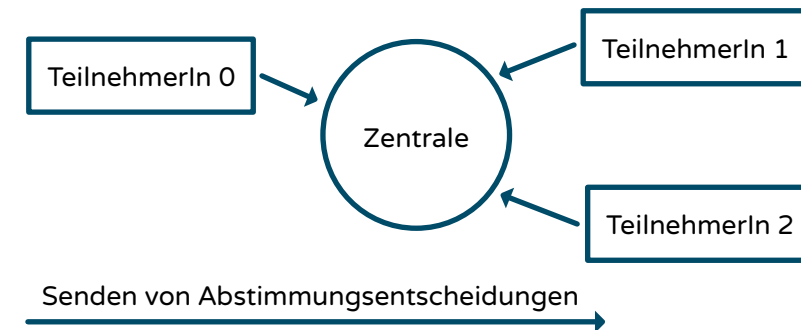 TeilnehmerIn 0
TeilnehmerIn 1
Zentrale
TeilnehmerIn 2
Senden von Abstimmungsentscheidungen